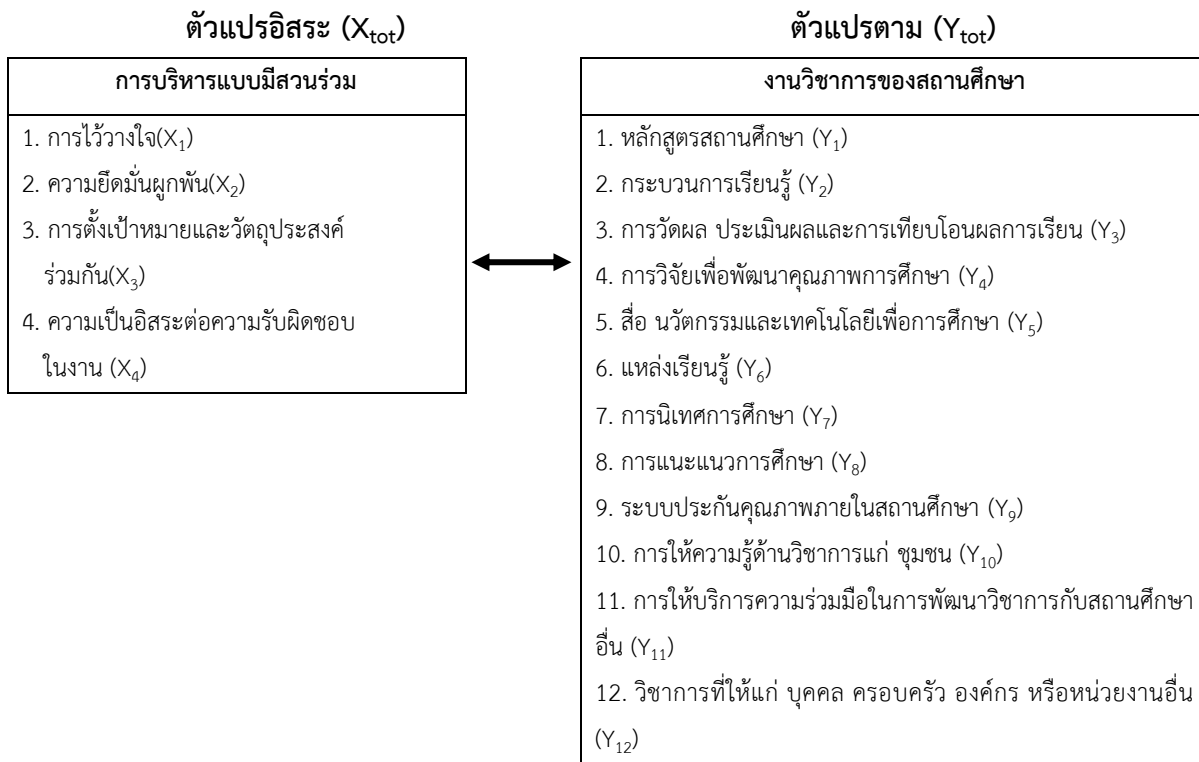 ตัวแปรอิสระ (Xtot)
การบริหารแบบมีสวนร่วม
1. การไว้วางใจ(X1)
2. ความยึดมั่นผูกพัน(X2)
3. การตั้งเป้าหมายและวัตถุประสงค์
ร่วมกัน(X3)
4. ความเป็นอิสระต่อความรับผิดชอบ
ในงาน (X4)
ตัวแปรตาม (Ytot)
งานวิชาการของสถานศึกษา
1. หลักสูตรสถานศึกษา (Y1)
2. กระบวนการเรียนรู้ (Y2)
3. การวัดผล ประเมินผลและการเทียบโอนผลการเรียน (Y3)
4. การวิจัยเพื่อพัฒนาคุณภาพการศึกษา (Y4)
5. สื่อ นวัตกรรมและเทคโนโลยีเพื่อการศึกษา (Y5)
6. แหล่งเรียนรู้ (Y6)
7. การนิเทศการศึกษา (Y7)
8. การแนะแนวการศึกษา (Y8)
9. ระบบประกันคุณภาพภายในสถานศึกษา (Y9)
10. การให้ความรู้ด้านวิชาการแก่ ชุมชน (Y10)
11. การให้บริการความร่วมมือในการพัฒนาวิชาการกับสถานศึกษา
อื่น (Y11)
12. วิชาการที่ให้แก่ บุคคล ครอบครัว องค์กร หรือหน่วยงานอื่น
(Y12)